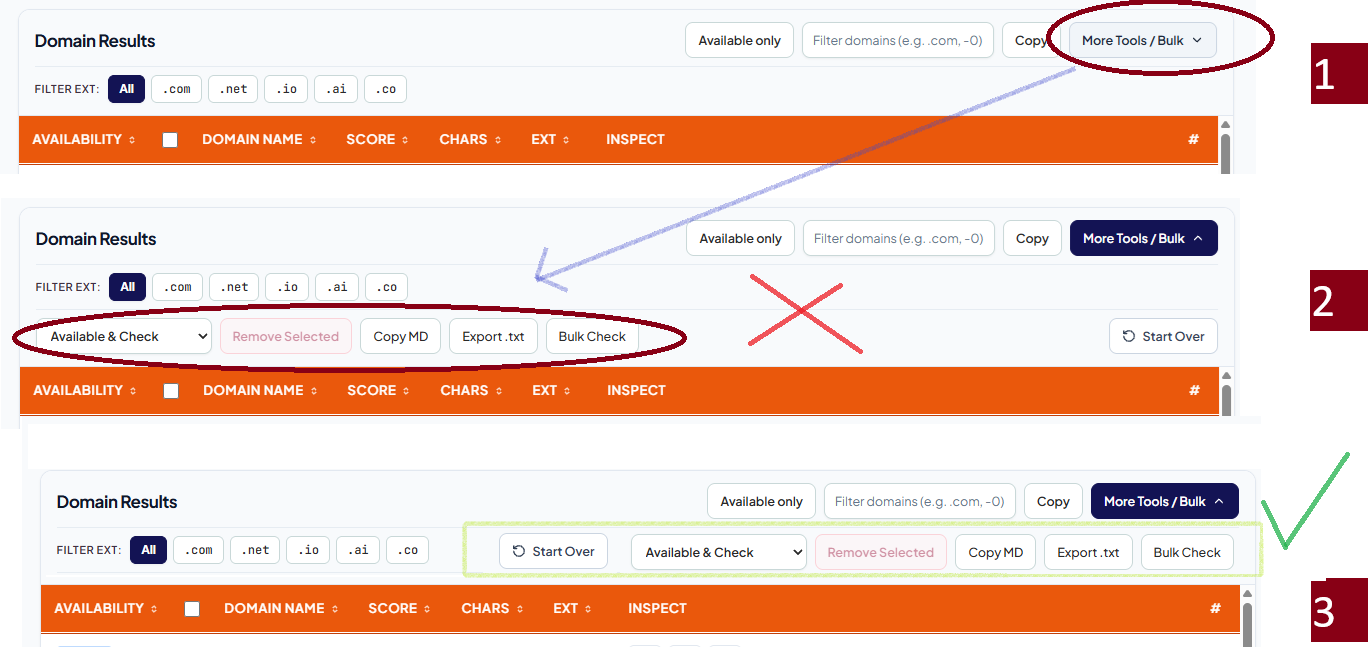 Domain Results Available only Filter domains (e.g. .com, -0) Copy More Tools / Bulk
1
FILTER EXT: All .com .net .io .ai .co
AVAILABILITY DOMAIN NAME SCORE CHARS EXT INSPECT #
Domain Results Available only Filter domains (e.g. .com, -0) Copy More Tools / Bulk
FILTER EXT: All .com .net .io .ai .co
2
Available & Check Remove Selected Copy MD Export .txt Bulk Check Start Over
AVAILABILITY DOMAIN NAME SCORE CHARS EXT INSPECT #
Domain Results Available only Filter domains (e.g. .com, -0) Copy More Tools / Bulk
FILTER EXT: All .com .net .io .ai .co Start Over Available & Check Remove Selected Copy MD Export .txt Bulk Check
AVAILABILITY DOMAIN NAME SCORE CHARS EXT INSPECT #
3